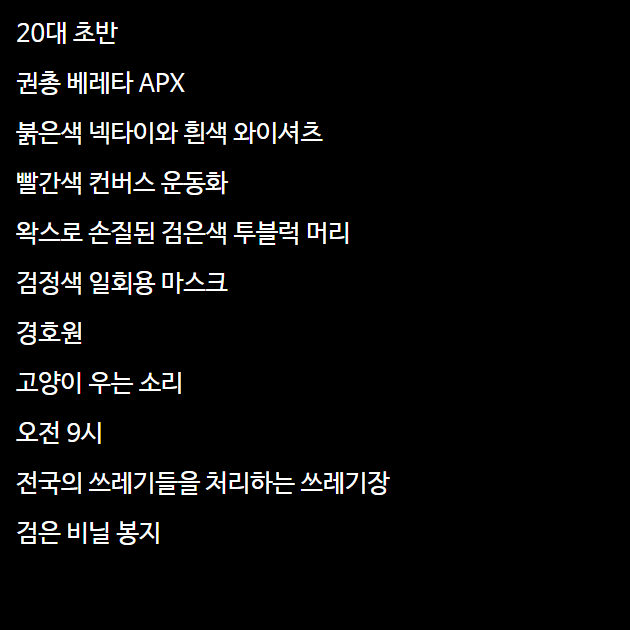 20대 초반
권총 베레타 APX
붉은색 넥타이와 흰색 와이셔츠
빨간색 컨버스 운동화
왁스로 손질된 검은색 투블럭 머리
검정색 일회용 마스크
경호원
고양이 우는 소리
오전 9시
전국의 쓰레기들을 처리하는 쓰레기장
검은 비닐 봉지